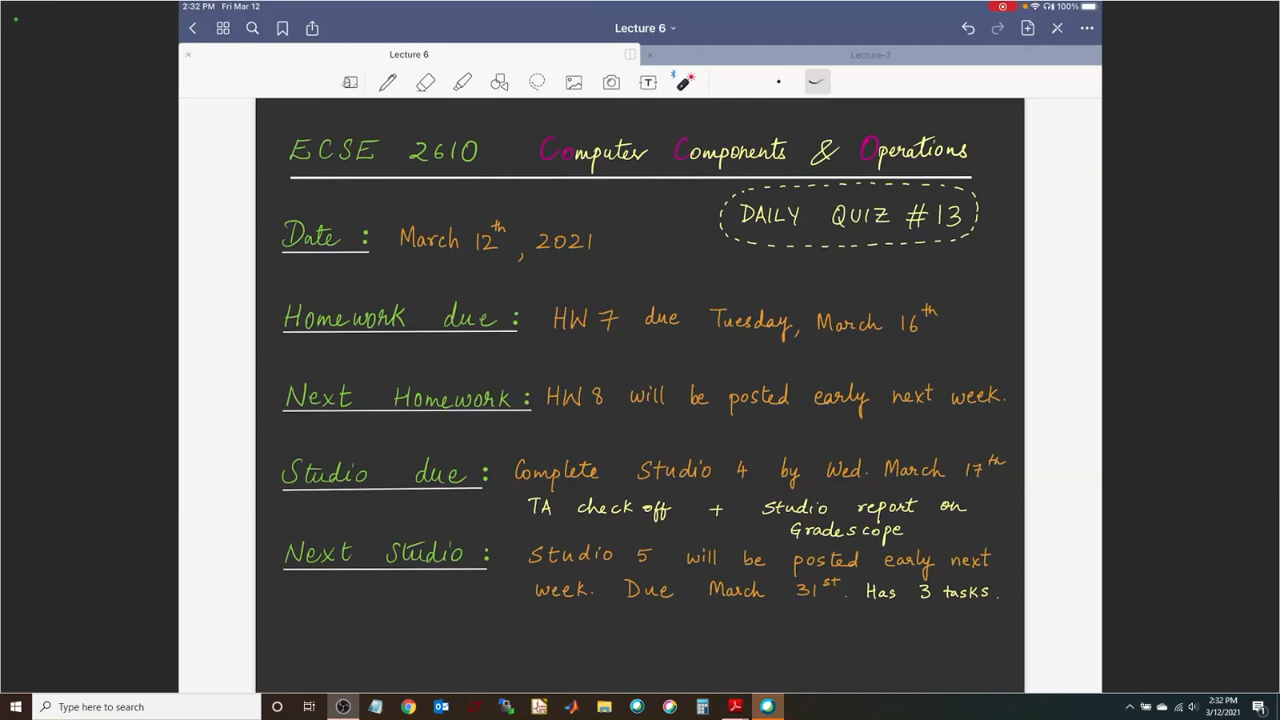 2:32 PM Fri Mar 12
100%
Lecture 6
Lecture 6
Lecture-7
T
ECSE 2610 Computer Components & Operations
DAILY QUIZ #13
Date : March 12th, 2021
Homework due : HW 7 due Tuesday, March 16th
Next Homework : HW 8 will be posted early next week.
Studio due : Complete Studio 4 by Wed. March 17th
TA check off + Studio report on
Gradescope
Next Studio : Studio 5 will be posted early next
week. Due March 31st. Has 3 tasks.
Type here to search
2:32 PM
3/12/2021